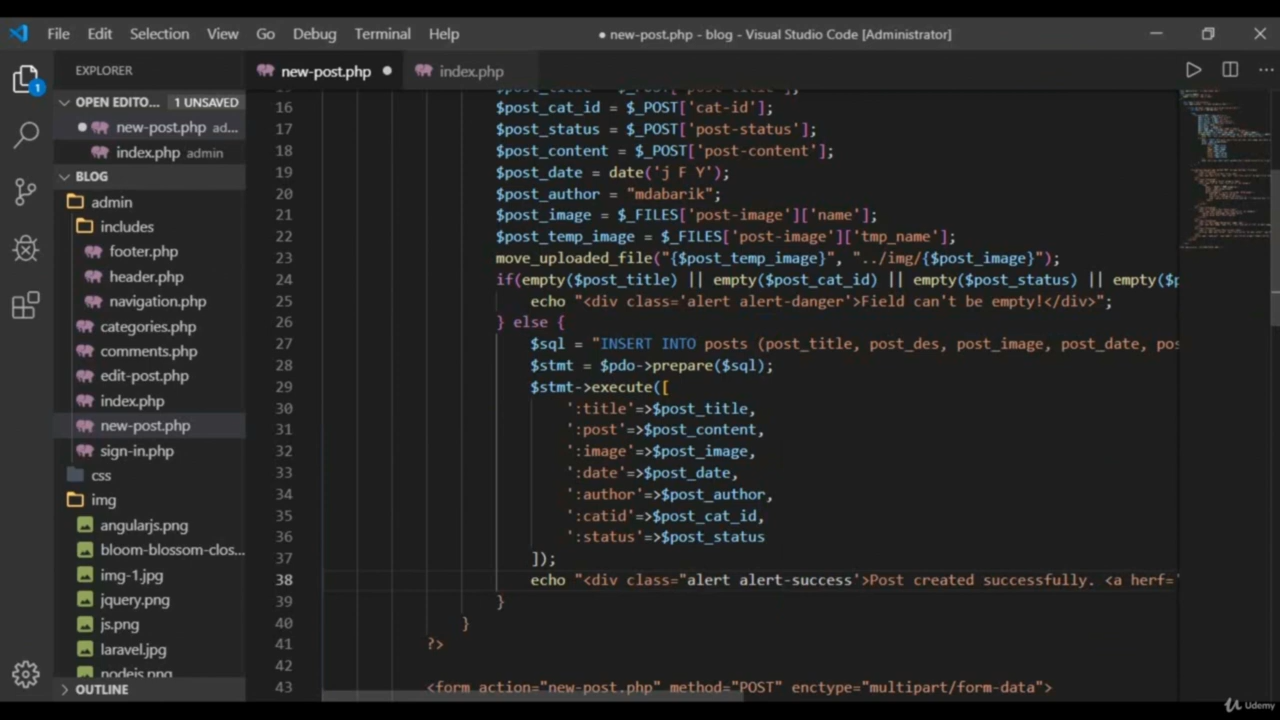 File Edit Selection View Go Debug Terminal Help
● new-post.php - blog - Visual Studio Code [Administrator]
EXPLORER
new-post.php ●
index.php
1
OPEN EDITO... 1 UNSAVED
● new-post.php ad...
index.php admin
BLOG
admin
includes
footer.php
header.php
navigation.php
categories.php
comments.php
edit-post.php
index.php
new-post.php
sign-in.php
css
img
angularjs.png
bloom-blossom-clos...
img-1.jpg
jquery.png
js.png
laravel.jpg
nodejs.png
OUTLINE
16 $post_cat_id = $_POST['cat-id'];
17 $post_status = $_POST['post-status'];
18 $post_content = $_POST['post-content'];
19 $post_date = date('j F Y');
20 $post_author = "mdabarik";
21 $post_image = $_FILES['post-image']['name'];
22 $post_temp_image = $_FILES['post-image']['tmp_name'];
23 move_uploaded_file("{$post_temp_image}", "../img/{$post_image}");
24 if(empty($post_title) || empty($post_cat_id) || empty($post_status) || empty($p
25 echo "<div class='alert alert-danger'>Field can't be empty!</div>";
26 } else {
27 $sql = "INSERT INTO posts (post_title, post_des, post_image, post_date, pos
28 $stmt = $pdo->prepare($sql);
29 $stmt->execute([
30 ':title'=>$post_title,
31 ':post'=>$post_content,
32 ':image'=>$post_image,
33 ':date'=>$post_date,
34 ':author'=>$post_author,
35 ':catid'=>$post_cat_id,
36 ':status'=>$post_status
37 ]);
38 echo "<div class="alert alert-success'>Post created successfully. <a herf='
39 }
40 }
41 ?>
42
43 <form action="new-post.php" method="POST" enctype="multipart/form-data">
Udemy